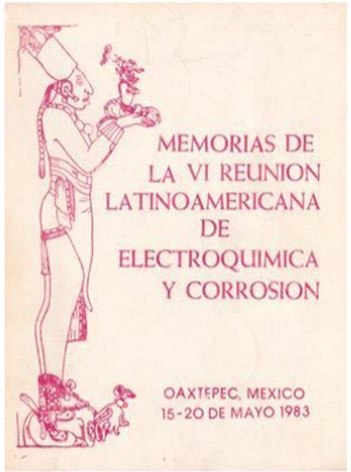 MEMORIAS DE
LA VI REUNION
LATINOAMERICANA
DE
ELECTROQUIMICA
Y CORROSION
OAXTEPEC, MEXICO
15-20 DE MAYO 1983